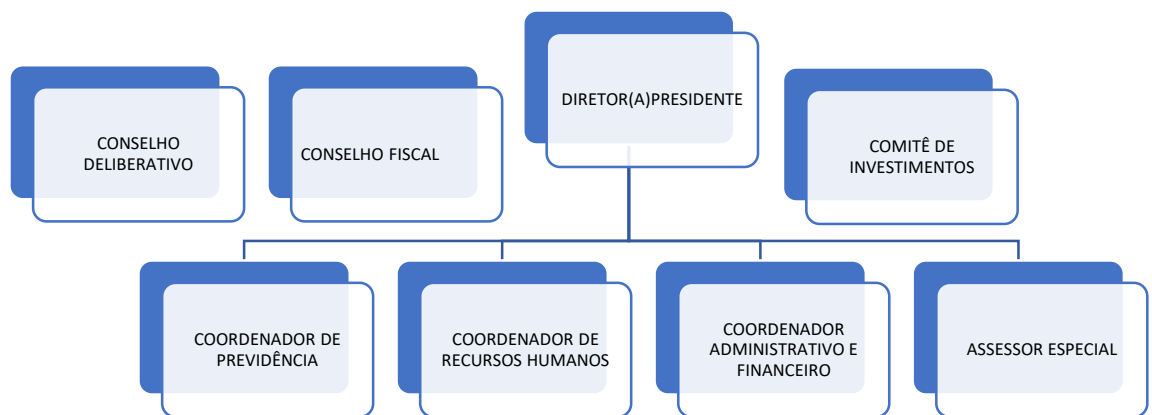 DIRETOR(A)PRESIDENTE
CONSELHO
DELIBERATIVO
CONSELHO FISCAL
COMITÊ DE
INVESTIMENTOS
COORDENADOR DE
PREVIDÊNCIA
COORDENADOR DE
RECURSOS HUMANOS
COORDENADOR
ADMINISTRATIVO E
FINANCEIRO
ASSESSOR ESPECIAL